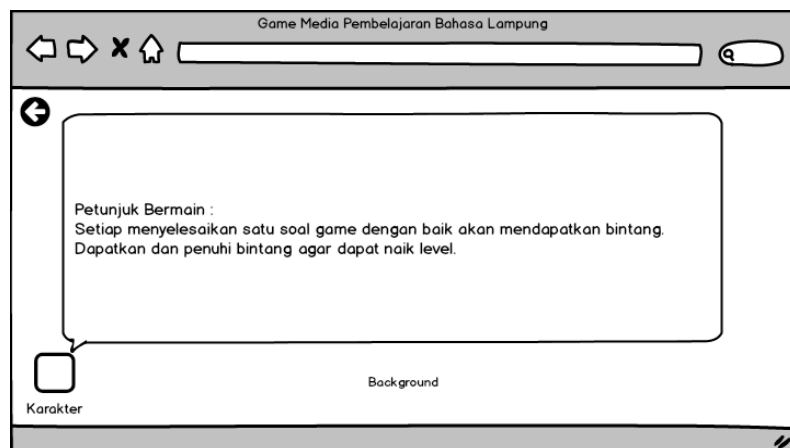 Game Media Pembelajaran Bahasa Lampung
Petunjuk Bermain :
Setiap menyelesaikan satu soal game dengan baik akan mendapatkan bintang.
Dapatkan dan penuhi bintang agar dapat naik level.
Background
Karakter